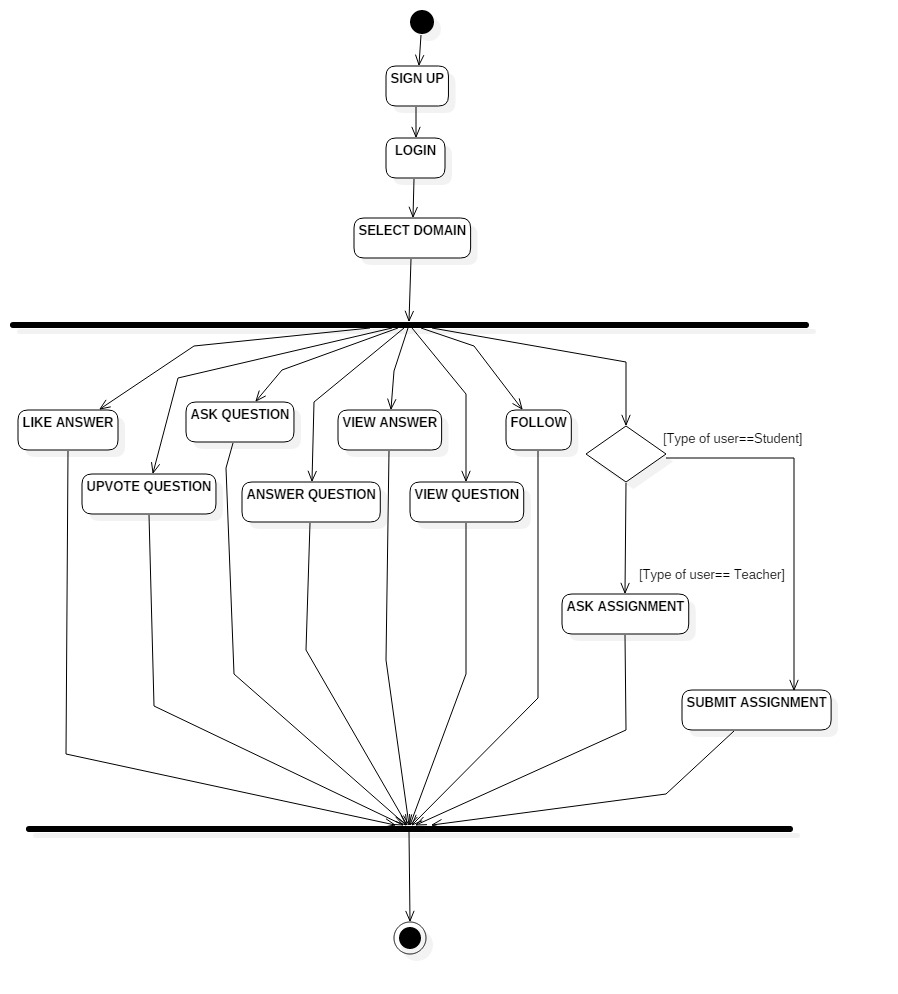 SIGN UP
LOGIN
SELECT DOMAIN
LIKE ANSWER
ASK QUESTION
VIEW ANSWER
FOLLOW
[Type of user==Student]
UPVOTE QUESTION
ANSWER QUESTION
VIEW QUESTION
[Type of user== Teacher]
ASK ASSIGNMENT
SUBMIT ASSIGNMENT